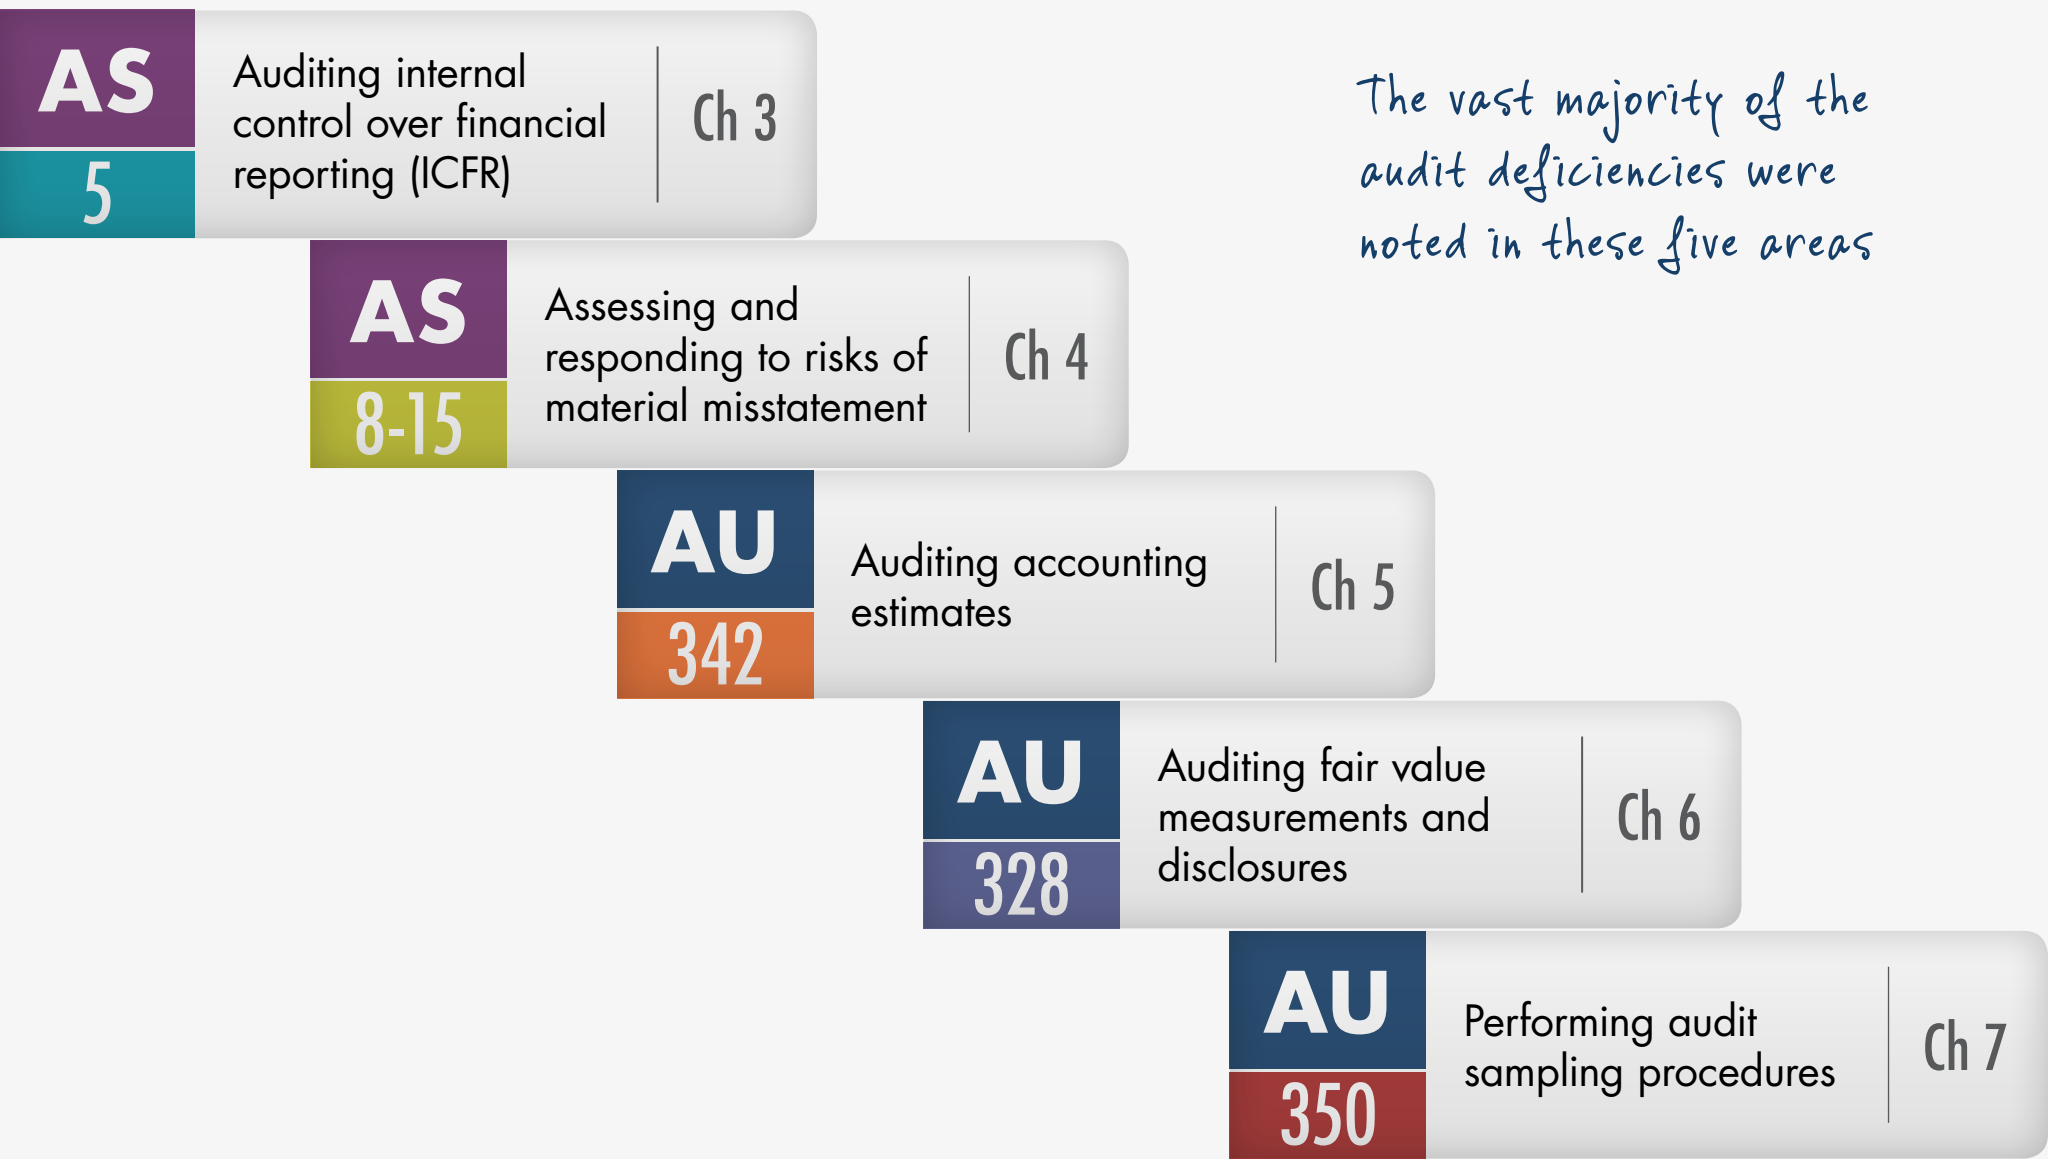 AS
5
Auditing internal
control over financial
reporting (ICFR)
Ch 3
The vast majority of the
audit deficiencies were
noted in these five areas
AS
8-15
Assessing and
responding to risks of
material misstatement
Ch 4
AU
342
Auditing accounting
estimates
Ch 5
AU
328
Auditing fair value
measurements and
disclosures
Ch 6
AU
350
Performing audit
sampling procedures
Ch 7